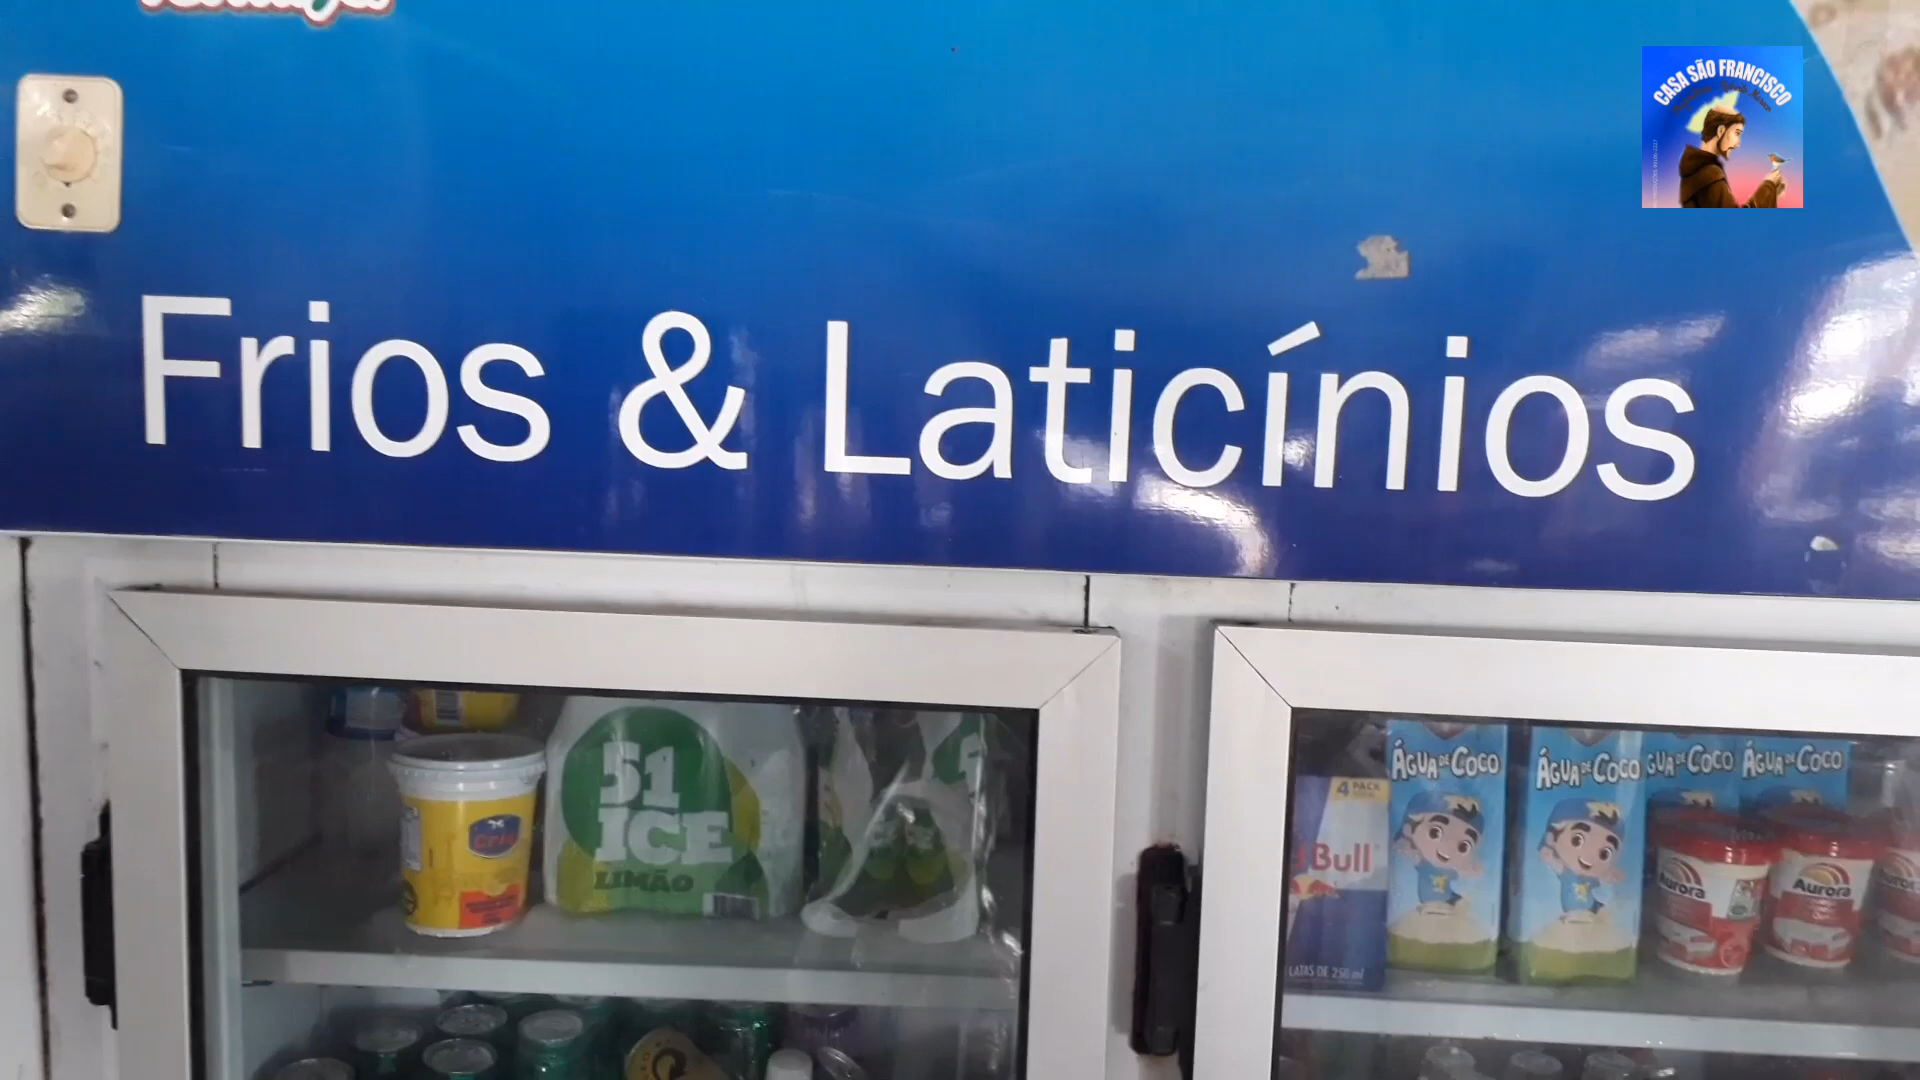 CASA SÃO FRANCISCO
Frios & Laticínios
51
ICE
LIMÃO
4 PACK
Bull
LATAS DE 250 ml
ÁGUA DE COCO
ÁGUA DE COCO
GUA DE COCO
ÁGUA DE COCO
Aurora
Aurora